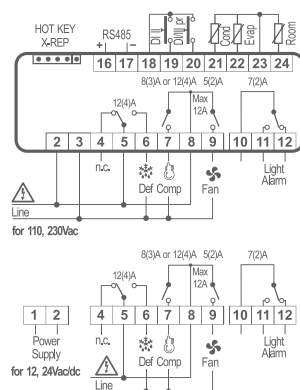 HOT KEY
X-REP
RS485
+ −
DI II
DI/II pr
Cond
Evap
Room
16 17 18 19 20 21 22 23 24
8(3)A or 12(4)A 5(2)A 7(2)A
12(4)A
Max
12A
2 3 4 5 6 7 8 9 10 11 12
n.c.
Def Comp
Fan
Light
Alarm
Line
for 110, 230Vac
8(3)A or 12(4)A 5(2)A 7(2)A
12(4)A
Max
12A
1 2 4 5 6 7 8 9 10 11 12
Power
Supply
n.c.
Def Comp
Fan
Light
Alarm
for 12, 24Vac/dc
Line